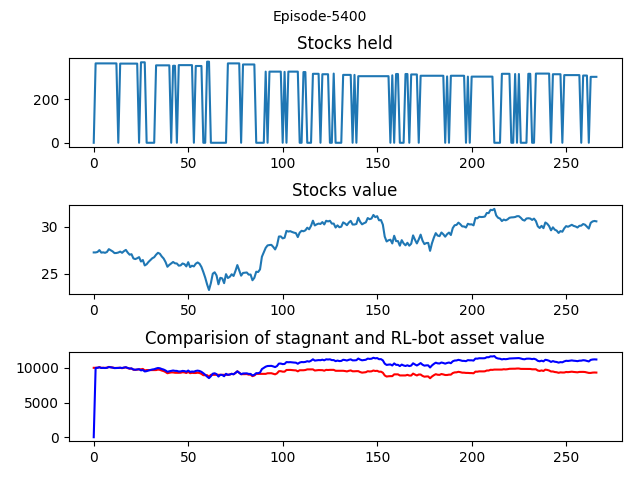 Episode-5400
Stocks held
200
0
0 50 100 150 200 250
Stocks value
30
25
0 50 100 150 200 250
Comparision of stagnant and RL-bot asset value
10000
5000
0
0 50 100 150 200 250